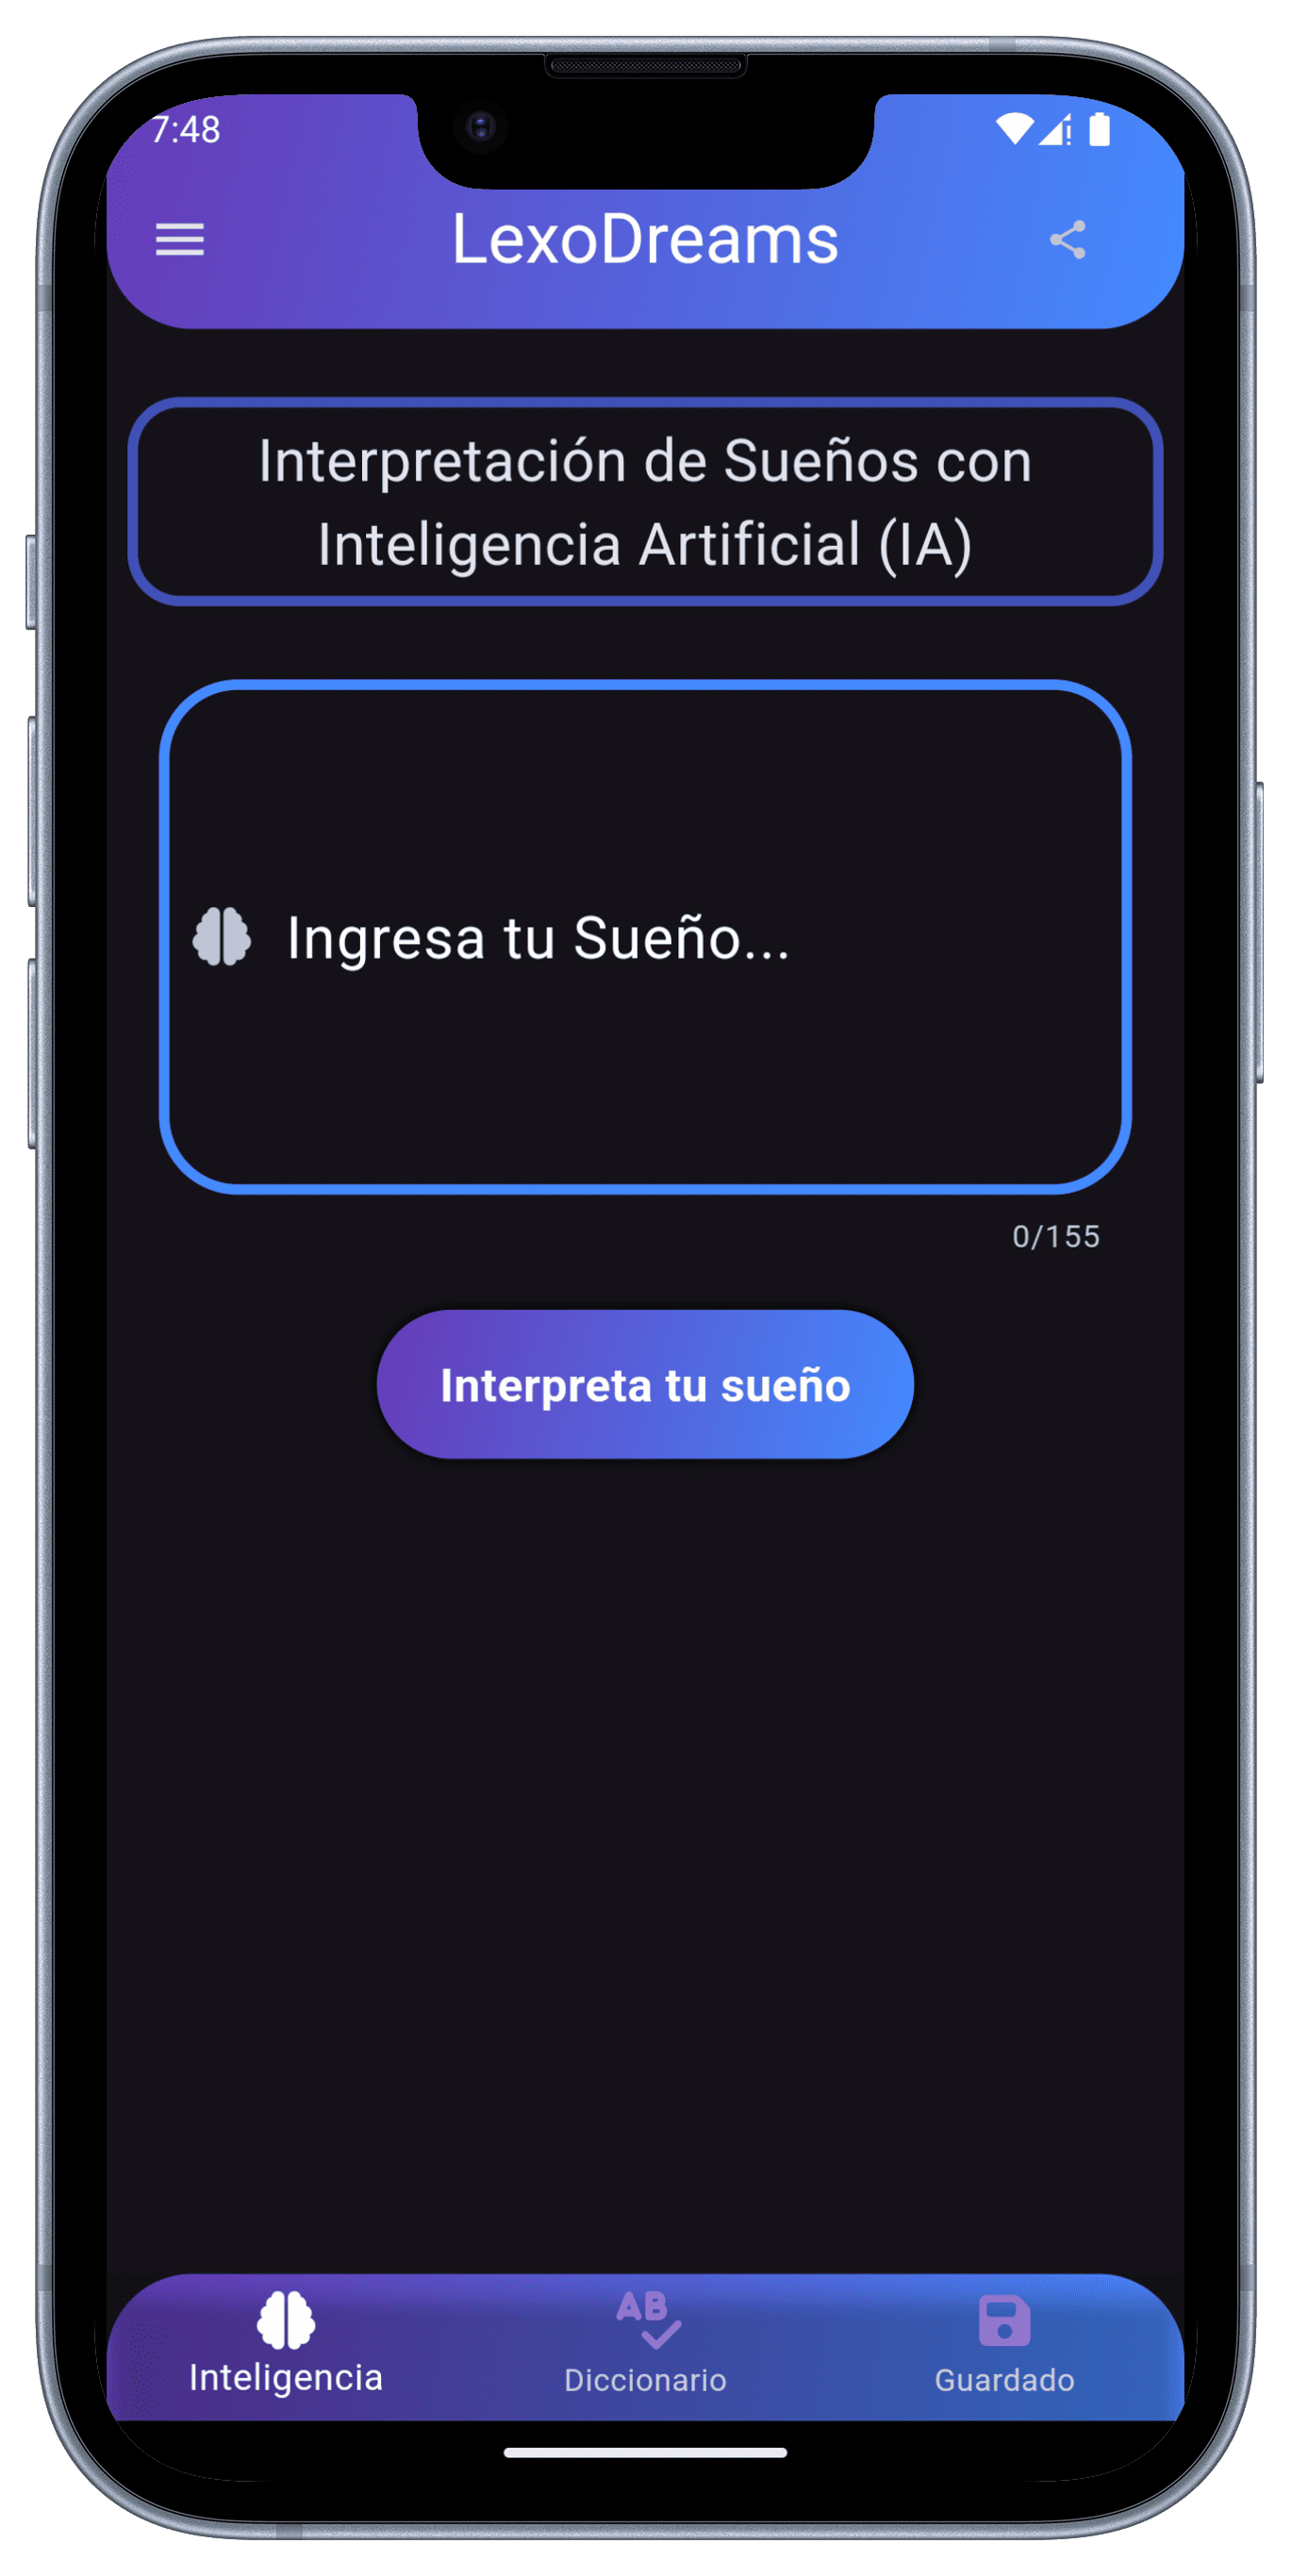 7:48
LexoDreams
Interpretación de Sueños con
Inteligencia Artificial (IA)
Ingresa tu Sueño...
0/155
Interpreta tu sueño
AB
Inteligencia
Diccionario
Guardado